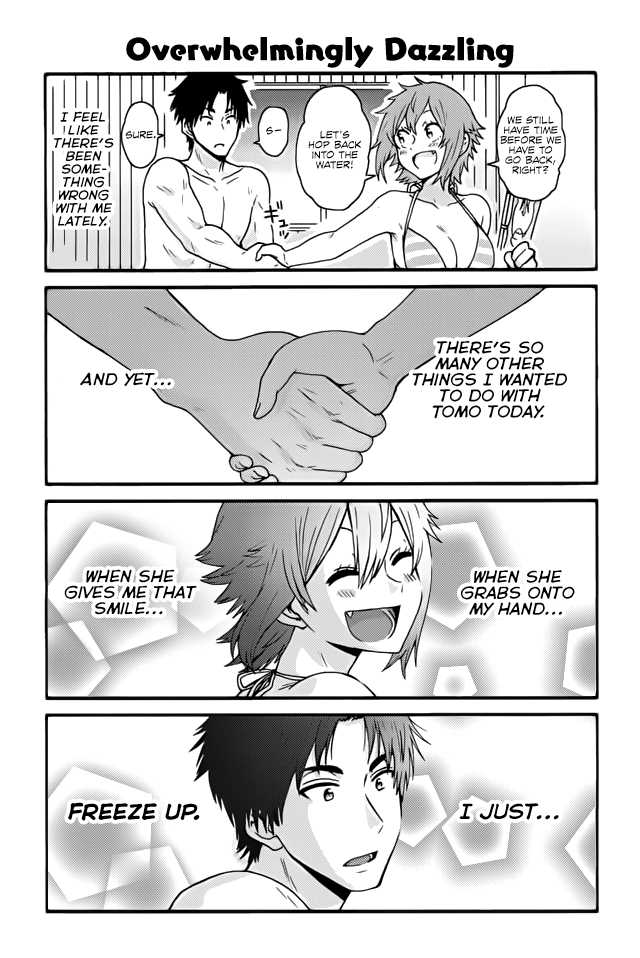 Overwhelmingly Dazzling
WE STILL
HAVE TIME
BEFORE WE
HAVE TO
GO BACK,
RIGHT?
LET'S
HOP BACK
INTO THE
WATER!
S-
SURE.
I FEEL
LIKE
THERE'S
BEEN
SOME-
THING
WRONG
WITH ME
LATELY.
ギュッ
THERE'S SO
MANY OTHER
THINGS I WANTED
TO DO WITH
TOMO TODAY.
AND YET...
WHEN SHE
GRABS ONTO
MY HAND...
WHEN SHE
GIVES ME THAT
SMILE...
I JUST...
FREEZE UP.